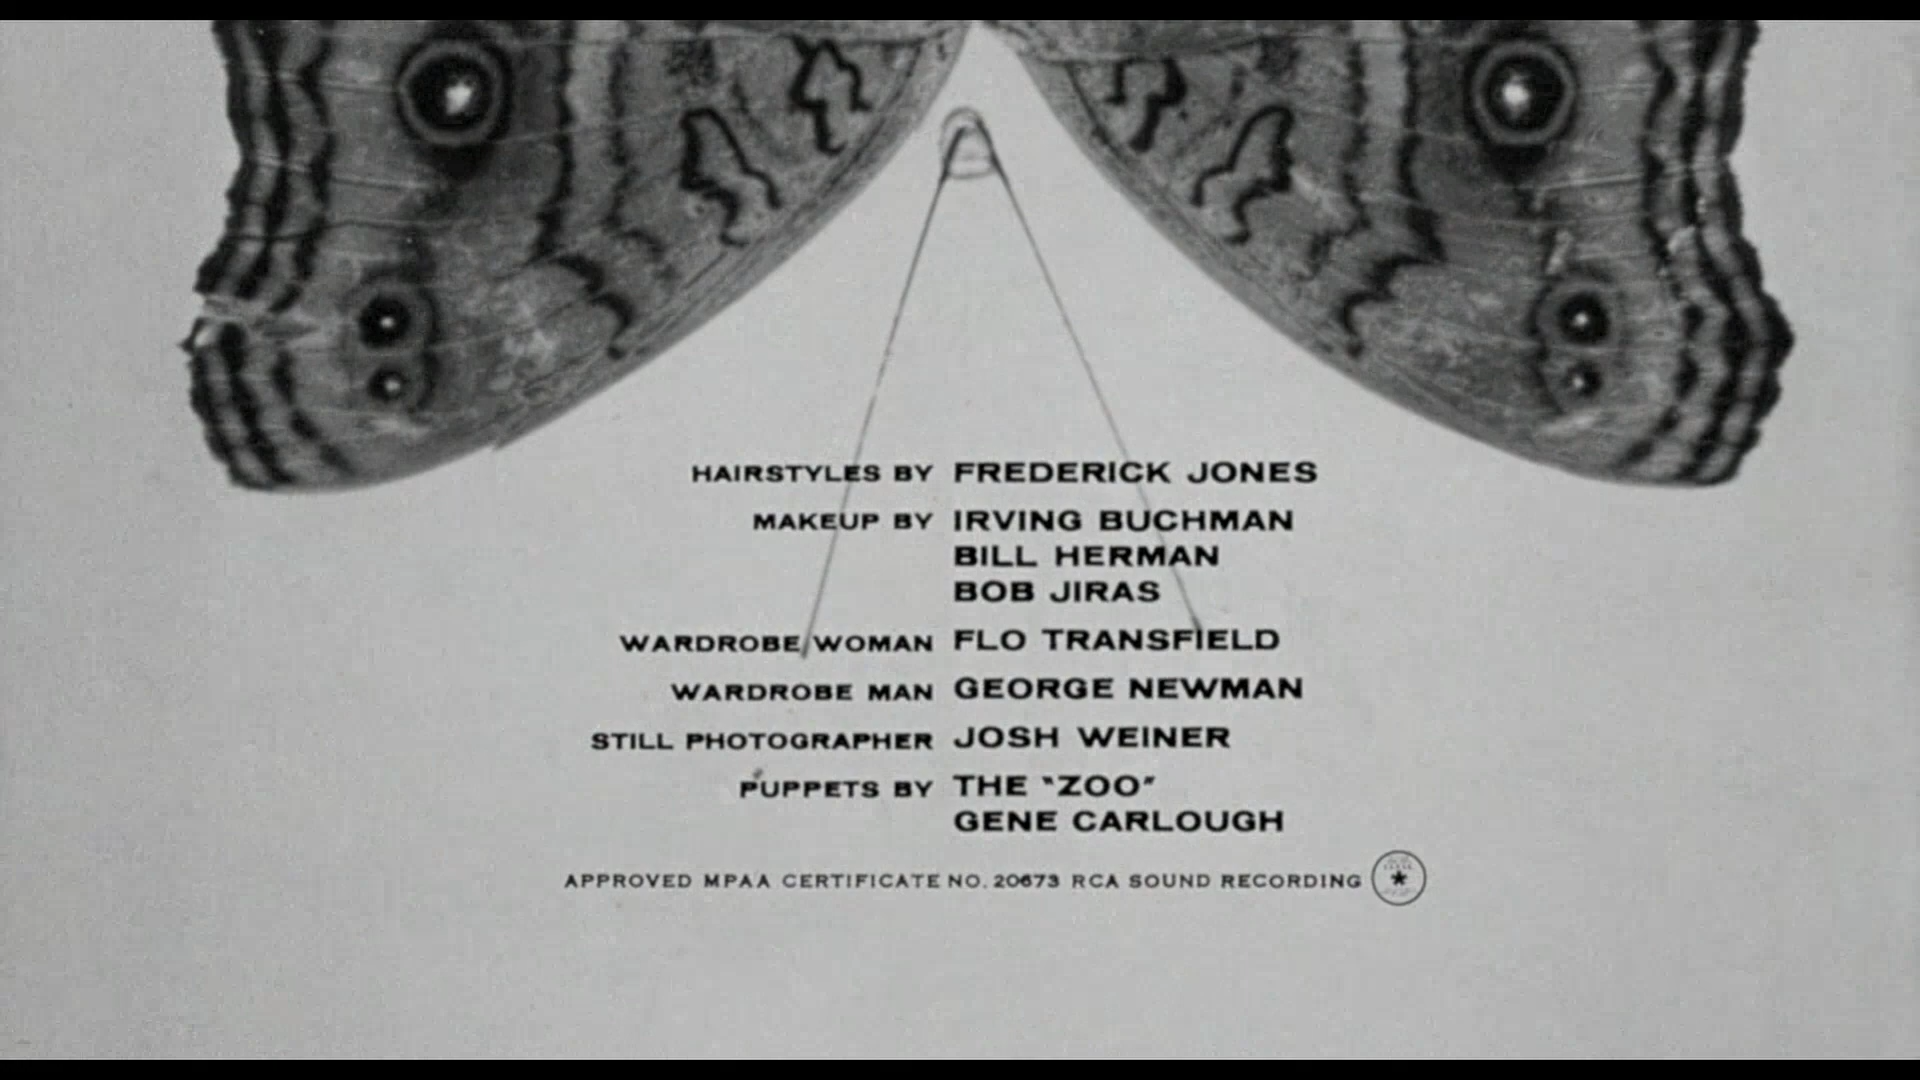 HAIRSTYLES BY FREDERICK JONES
MAKEUP BY IRVING BUCHMAN
BILL HERMAN
BOB JIRAS
WARDROBE WOMAN FLO TRANSFIELD
WARDROBE MAN GEORGE NEWMAN
STILL PHOTOGRAPHER JOSH WEINER
PUPPETS BY THE "ZOO"
GENE CARLOUGH
APPROVED MPAA CERTIFICATE NO. 20673 RCA SOUND RECORDING